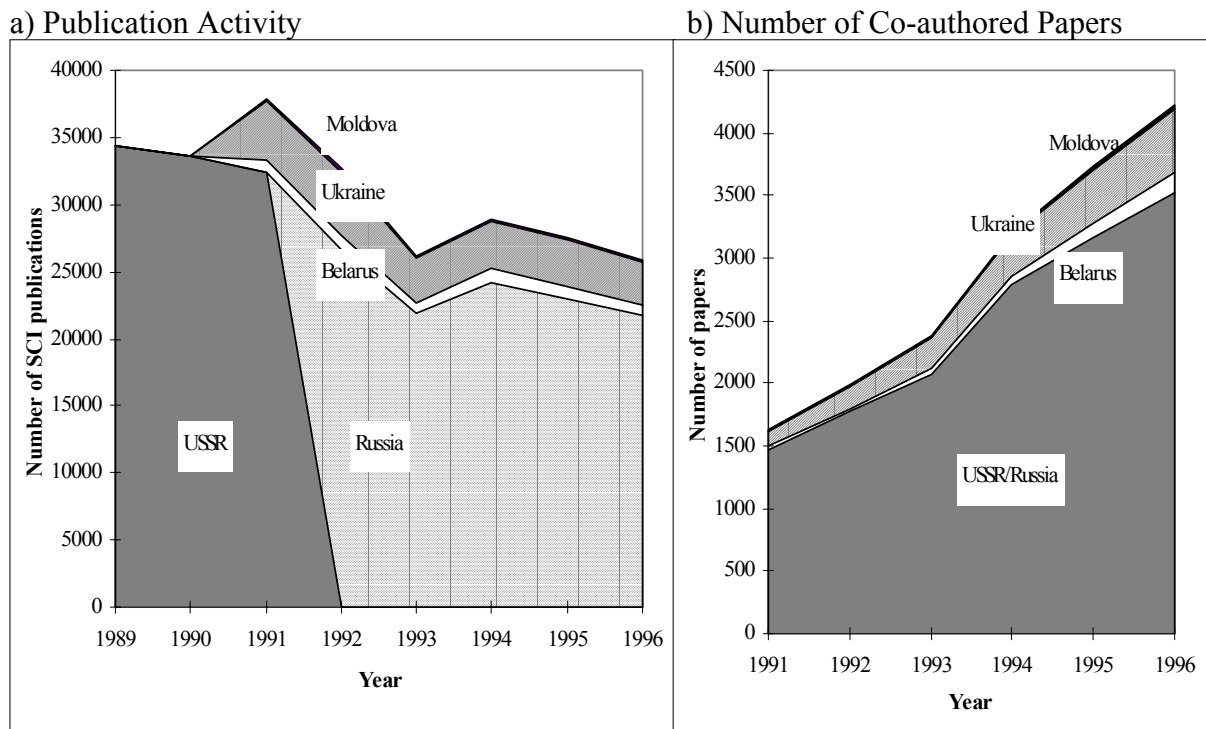 a) Publication Activity
40000
35000
30000
25000
20000
15000
10000
5000
0
Number of SCI publications
Moldova
Ukraine
Belarus
USSR
Russia
1989 1990 1991 1992 1993 1994 1995 1996
Year
b) Number of Co-authored Papers
4500
4000
3500
3000
2500
2000
1500
1000
500
0
Number of papers
Moldova
Ukraine
Belarus
USSR/Russia
1991 1992 1993 1994 1995 1996
Year